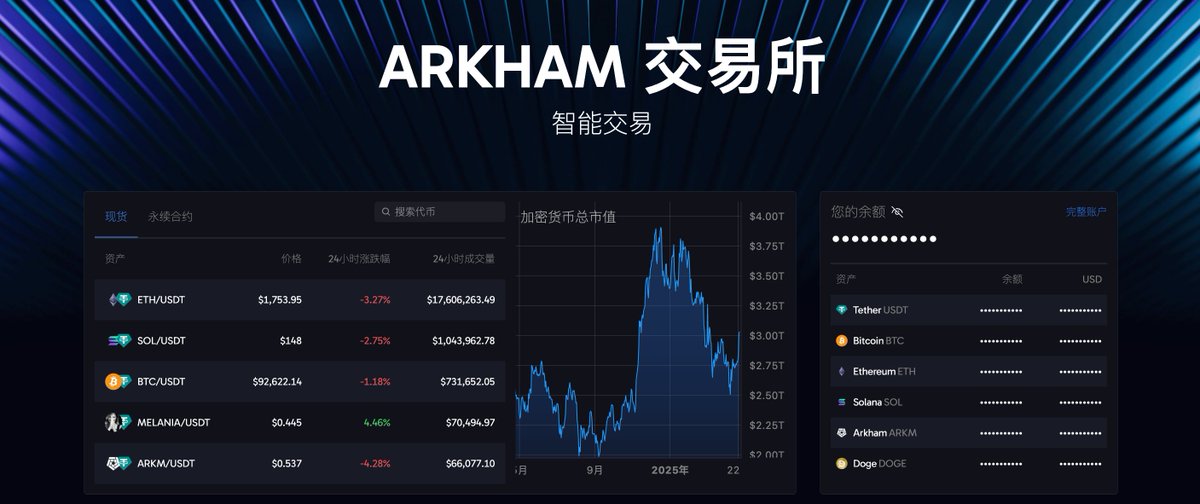 ARKHAM 交易所
智能交易
现货 永续合约 搜索代币
资产 价格 24小时涨跌幅 24小时成交量
ETH/USDT $1,753.95 -3.27% $17,606,263.49
SOL/USDT $148 -2.75% $1,043,962.78
BTC/USDT $92,622.14 -1.18% $731,652.05
MELANIA/USDT $0.445 4.46% $70,494.97
ARKM/USDT $0.537 -4.28% $66,077.10
加密货币总市值
$4.00T
$3.75T
$3.50T
$3.25T
$3.00T
$2.75T
$2.50T
$2.25T
$2.00T
5月 9月 2025年 22
您的余额 完整账户
资产 余额 USD
Tether USDT
Bitcoin BTC
Ethereum ETH
Solana SOL
Arkham ARKM
Doge DOGE